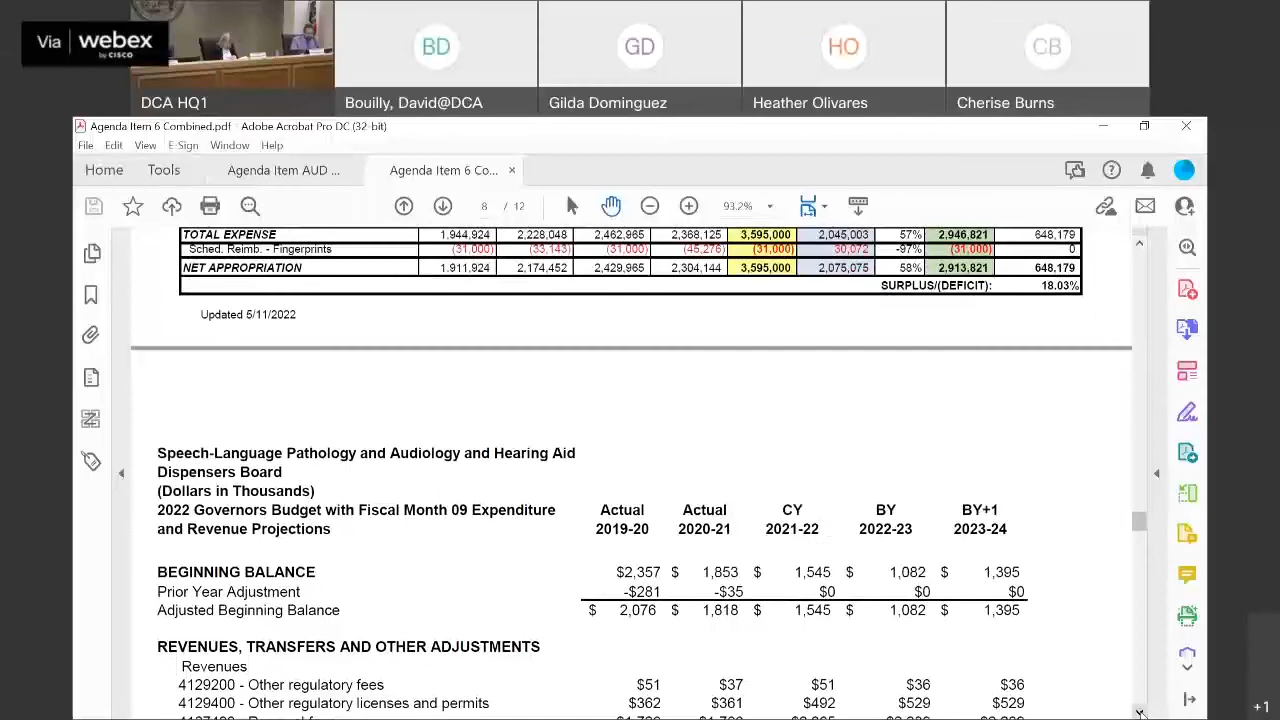 Via webex
by CISCO
BD
GD
HO
CB
DCA HQ1
Bouilly, David@DCA
Gilda Dominguez
Heather Olivares
Cherise Burns
Agenda Item 6 Combined.pdf - Adobe Acrobat Pro DC (32-bit)
File Edit View E-Sign Window Help
Home Tools Agenda Item AUD ... Agenda Item 6 Co... ×
8 / 12 93.2%
TOTAL EXPENSE 1,944,924 2,228,048 2,462,965 2,368,125 3,595,000 2,045,003 57% 2,946,821 648,179
Sched. Reimb. - Fingerprints (31,000) (33,143) (31,000) (45,276) (31,000) 30,072 -97% (31,000) 0
NET APPROPRIATION 1,911,924 2,174,452 2,429,965 2,304,144 3,595,000 2,075,075 58% 2,913,821 648,179
SURPLUS/(DEFICIT): 18.03%
Updated 5/11/2022
Speech-Language Pathology and Audiology and Hearing Aid
Dispensers Board
(Dollars in Thousands)
2022 Governors Budget with Fiscal Month 09 Expenditure Actual Actual CY BY BY+1
and Revenue Projections 2019-20 2020-21 2021-22 2022-23 2023-24
BEGINNING BALANCE $2,357 $ 1,853 $ 1,545 $ 1,082 $ 1,395
Prior Year Adjustment -$281 -$35 $0 $0 $0
Adjusted Beginning Balance $ 2,076 $ 1,818 $ 1,545 $ 1,082 $ 1,395
REVENUES, TRANSFERS AND OTHER ADJUSTMENTS
Revenues
4129200 - Other regulatory fees $51 $37 $51 $36 $36
4129400 - Other regulatory licenses and permits $362 $361 $492 $529 $529
+1